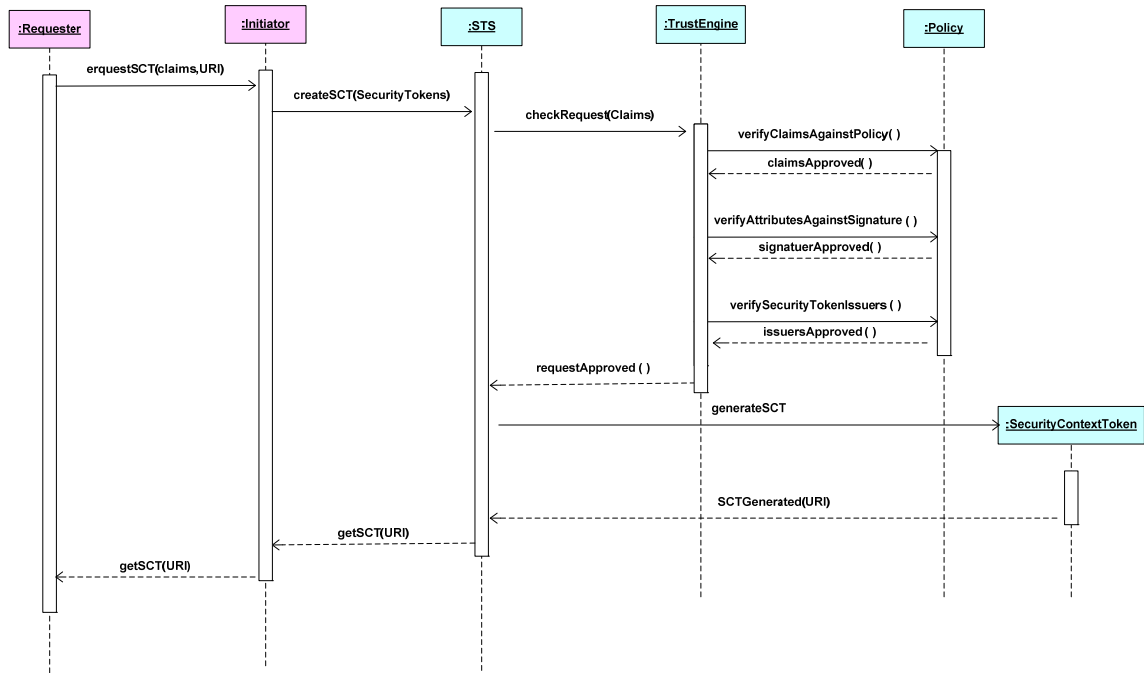 :Requester
:Initiator
:STS
:TrustEngine
:Policy
erquestSCT(claims,URI)
createSCT(SecurityTokens)
checkRequest(Claims)
verifyClaimsAgainstPolicy( )
claimsApproved( )
verifyAttributesAgainstSignature ( )
signatuerApproved( )
verifySecurityTokenIssuers ( )
issuersApproved ( )
requestApproved ( )
generateSCT
:SecurityContextToken
SCTGenerated(URI)
getSCT(URI)
getSCT(URI)